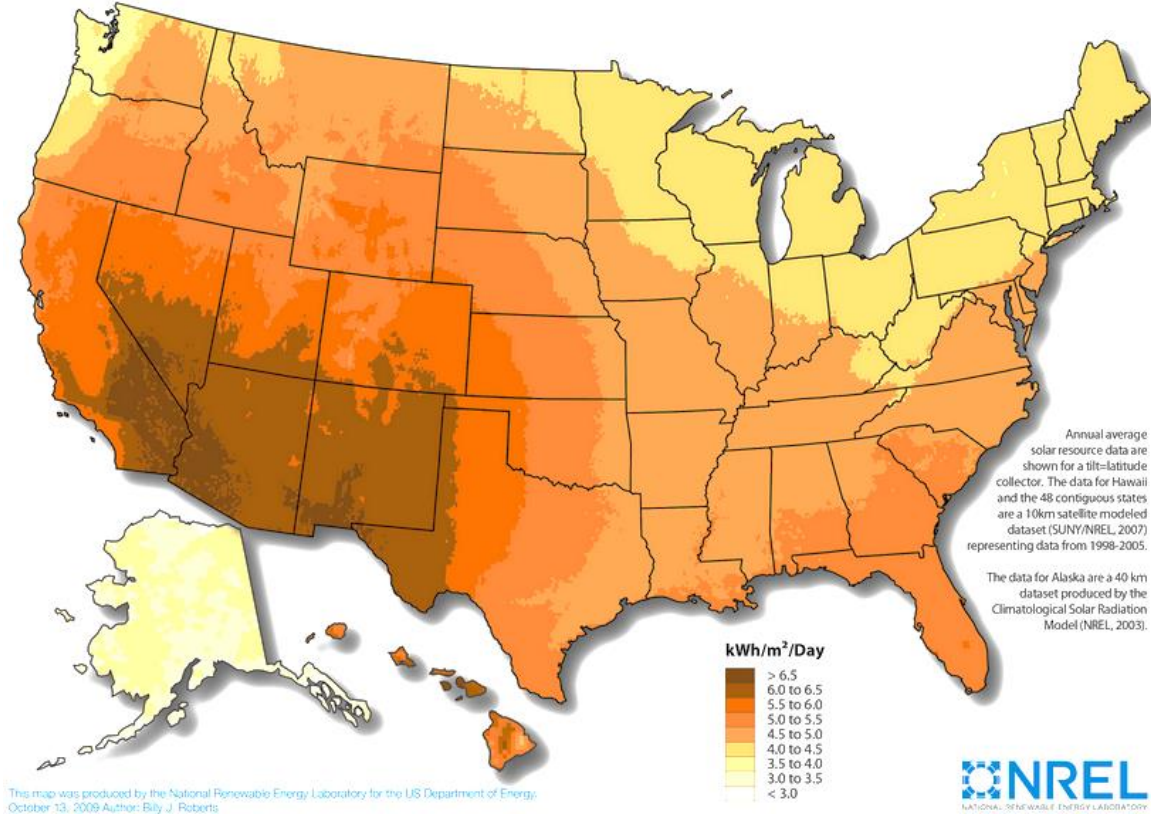 Annual average
solar resource data are
shown for a tilt=latitude
collector. The data for Hawaii
and the 48 contiguous states
are a 10km satellite modeled
dataset (SUNY/NREL, 2007)
representing data from 1998-2005.
The data for Alaska are a 40 km
dataset produced by the
Climatological Solar Radiation
Model (NREL, 2003).
kWh/m²/Day
> 6.5
6.0 to 6.5
5.5 to 6.0
5.0 to 5.5
4.5 to 5.0
4.0 to 4.5
3.5 to 4.0
3.0 to 3.5
< 3.0
This map was produced by the National Renewable Energy Laboratory for the US Department of Energy.
October 13, 2009 Author: Billy J. Roberts
NREL
NATIONAL RENEWABLE ENERGY LABORATORY